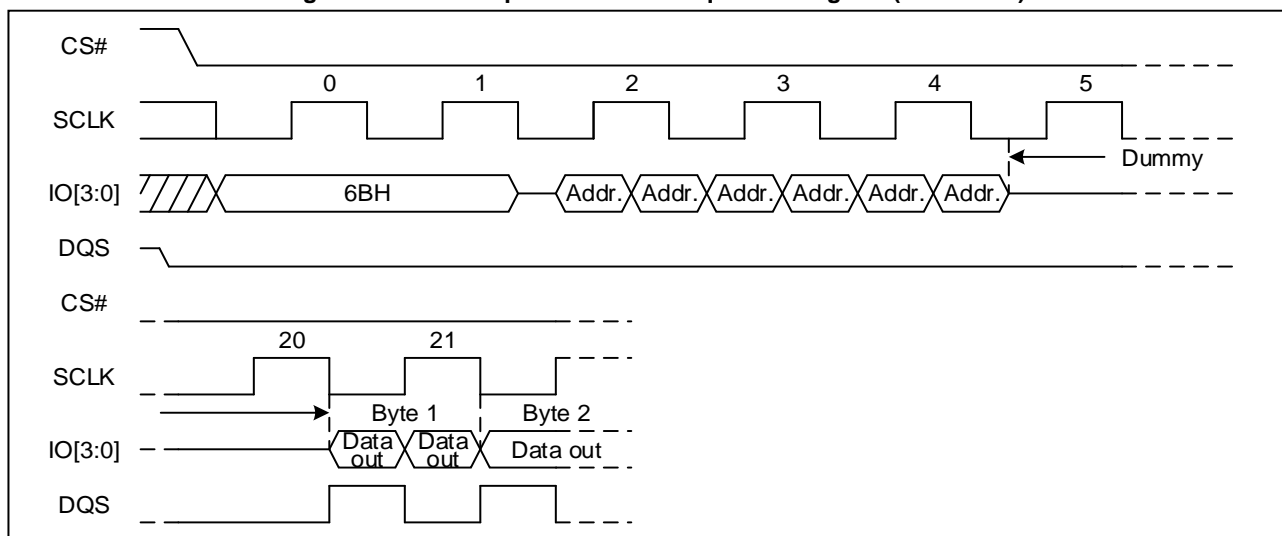 CS#
0 1 2 3 4 5
SCLK
Dummy
IO[3:0] 6BH Addr. Addr. Addr. Addr. Addr. Addr.
DQS
CS#
20 21
SCLK
Byte 1 Byte 2
IO[3:0] Data out Data out Data out
DQS